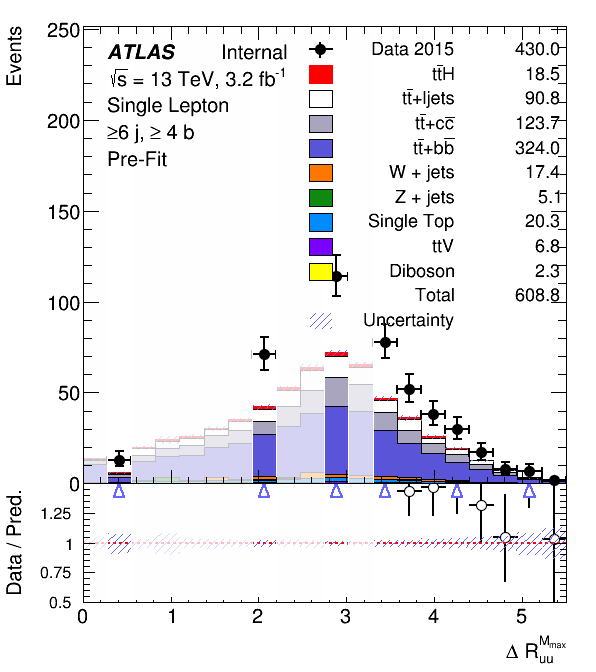 Events
250
200
150
100
50
0
ATLAS Internal
√s = 13 TeV, 3.2 fb⁻¹
Single Lepton
≥6 j, ≥ 4 b
Pre-Fit
Data 2015 430.0
tt̄H 18.5
tt̄+ljets 90.8
tt̄+cc̄ 123.7
tt̄+bb̄ 324.0
W + jets 17.4
Z + jets 5.1
Single Top 20.3
ttV 6.8
Diboson 2.3
Total 608.8
Uncertainty
Data / Pred.
1.25
1
0.75
0.5
0 1 2 3 4 5
Δ R_uu^M_max